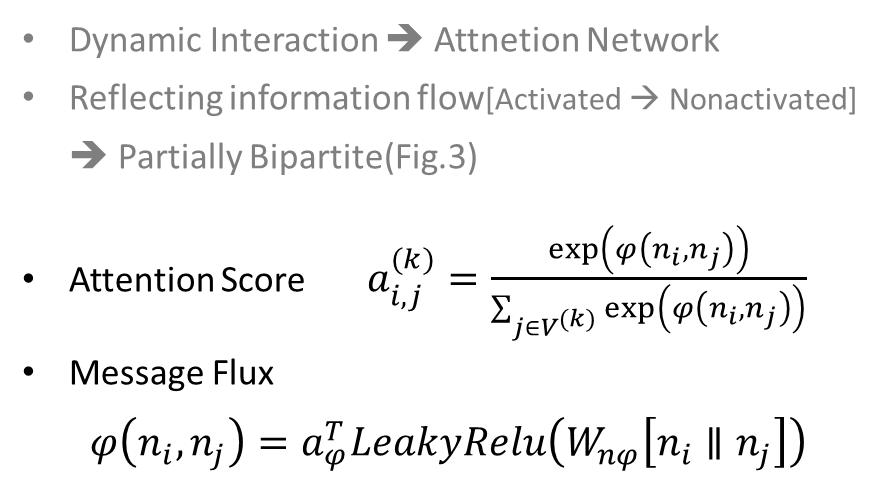 • Dynamic Interaction ➔ Attnetion Network
• Reflecting information flow[Activated → Nonactivated]
➔ Partially Bipartite(Fig.3)
• Attention Score a_{i,j}^{(k)} = \frac{exp(φ(n_i,n_j))}{∑_{j∈V^{(k)}} exp(φ(n_i,n_j))}
• Message Flux
φ(n_i,n_j) = a_φ^T LeakyRelu(W_{nφ}[n_i ∥ n_j])